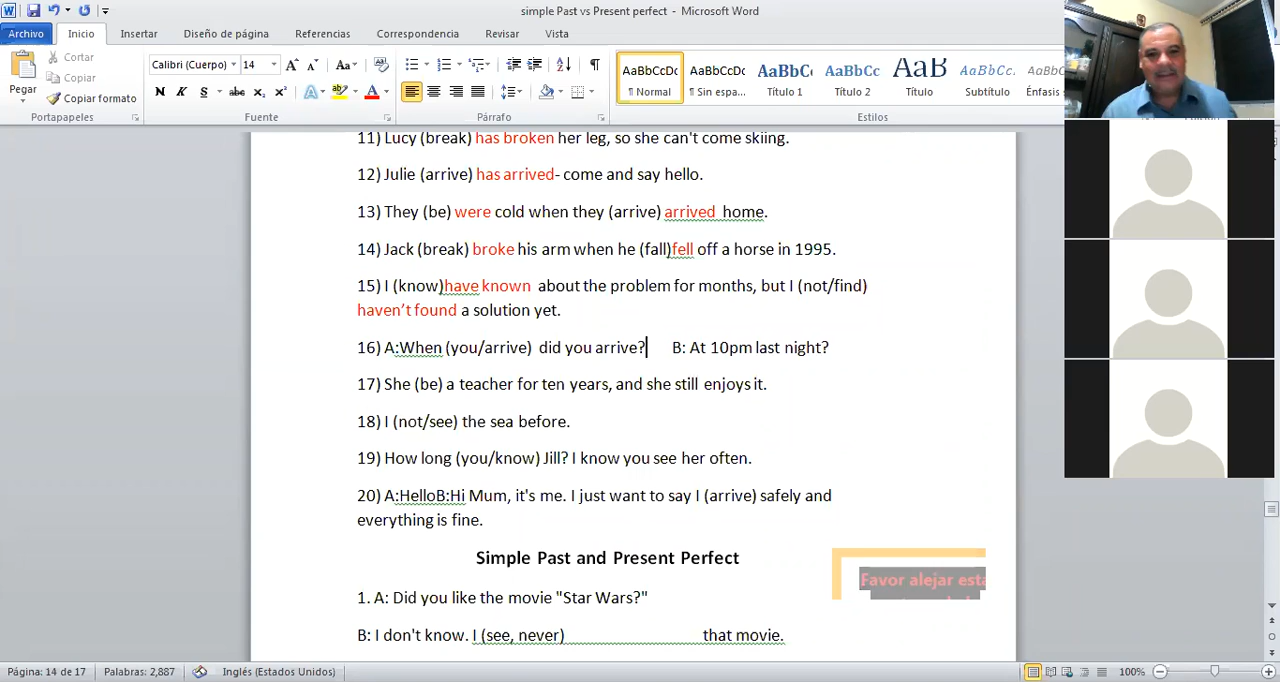 simple Past vs Present perfect - Microsoft Word
Archivo Inicio Insertar Diseño de página Referencias Correspondencia Revisar Vista
Pegar
Cortar
Copiar
Copiar formato
Portapapeles
Calibri (Cuerpo) 14
Fuente
Párrafo
AaBbCcDc Normal
AaBbCcDc Sin espa...
AaBbC Título 1
AaBbCc Título 2
AaB Título
AaBbCc. Subtítulo
AaBbCc Énfasis
Estilos
11) Lucy (break) has broken her leg, so she can't come skiing.
12) Julie (arrive) has arrived- come and say hello.
13) They (be) were cold when they (arrive) arrived home.
14) Jack (break) broke his arm when he (fall)fell off a horse in 1995.
15) I (know)have known about the problem for months, but I (not/find)
haven't found a solution yet.
16) A:When (you/arrive) did you arrive? B: At 10pm last night?
17) She (be) a teacher for ten years, and she still enjoys it.
18) I (not/see) the sea before.
19) How long (you/know) Jill? I know you see her often.
20) A:HelloB:Hi Mum, it's me. I just want to say I (arrive) safely and
everything is fine.
Simple Past and Present Perfect
Favor alejar esta
1. A: Did you like the movie "Star Wars?"
B: I don't know. I (see, never) that movie.
Página: 14 de 17 Palabras: 2,887 Inglés (Estados Unidos) 100%